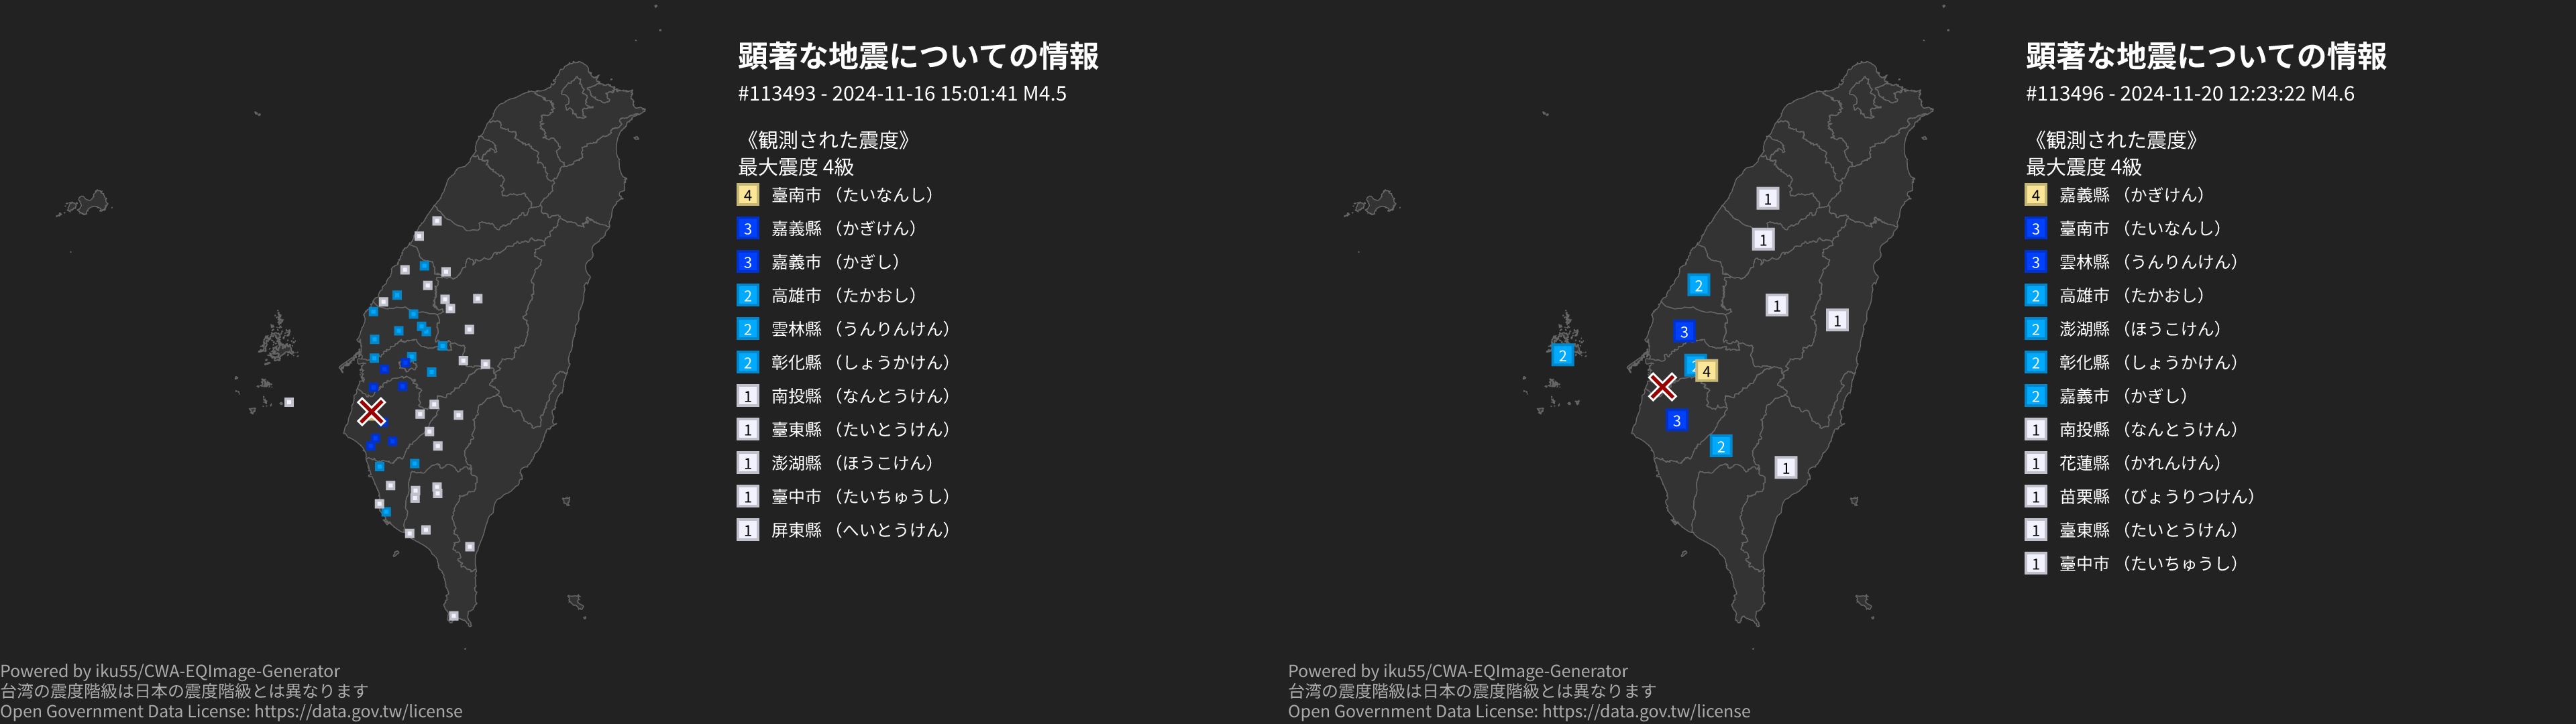 顕著な地震についての情報
#113493 - 2024-11-16 15:01:41 M4.5
《観測された震度》
最大震度 4級
4 臺南市 （たいなんし）
3 嘉義縣 （かぎけん）
3 嘉義市 （かぎし）
2 高雄市 （たかおし）
2 雲林縣 （うんりんけん）
2 彰化縣 （しょうかけん）
1 南投縣 （なんとうけん）
1 臺東縣 （たいとうけん）
1 澎湖縣 （ほうこけん）
1 臺中市 （たいちゅうし）
1 屏東縣 （へいとうけん）
Powered by iku55/CWA-EQImage-Generator
台湾の震度階級は日本の震度階級とは異なります
Open Government Data License: https://data.gov.tw/license
顕著な地震についての情報
#113496 - 2024-11-20 12:23:22 M4.6
《観測された震度》
最大震度 4級
4 嘉義縣 （かぎけん）
3 臺南市 （たいなんし）
3 雲林縣 （うんりんけん）
2 高雄市 （たかおし）
2 澎湖縣 （ほうこけん）
2 彰化縣 （しょうかけん）
2 嘉義市 （かぎし）
1 南投縣 （なんとうけん）
1 花蓮縣 （かれんけん）
1 苗栗縣 （びょうりつけん）
1 臺東縣 （たいとうけん）
1 臺中市 （たいちゅうし）
1
1
2
1
1
3
2
2
4
3
2
1
Powered by iku55/CWA-EQImage-Generator
台湾の震度階級は日本の震度階級とは異なります
Open Government Data License: https://data.gov.tw/license